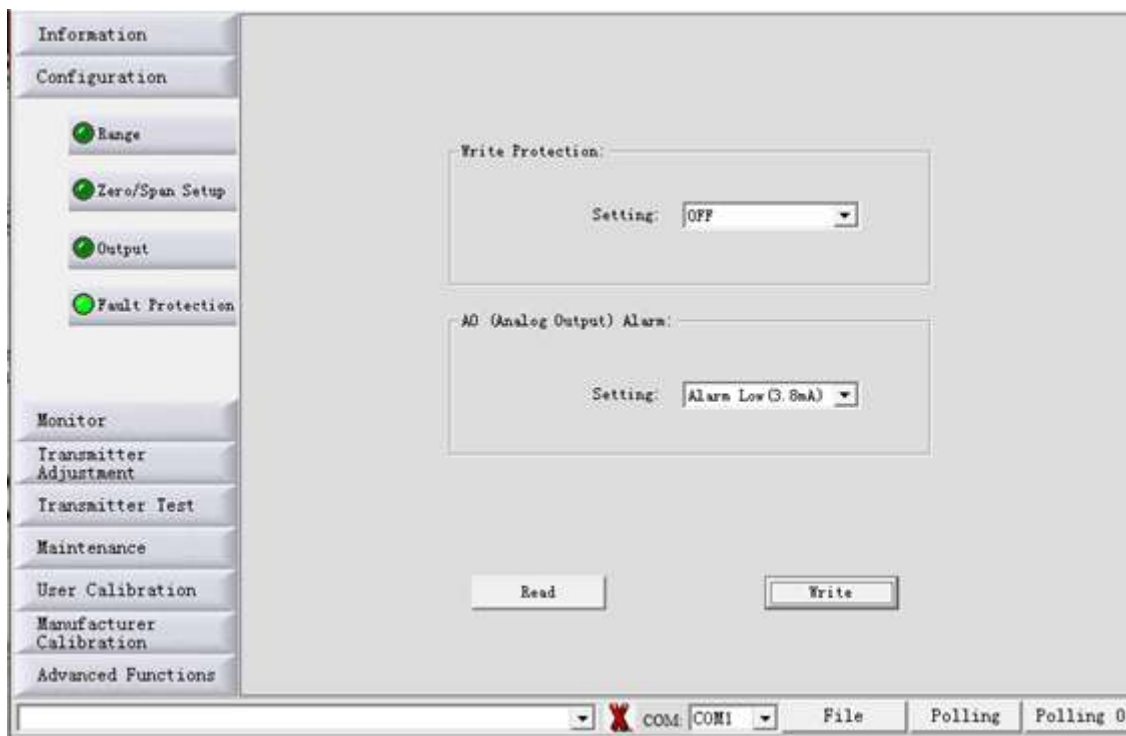 Information
Configuration
Range
Zero/Span Setup
Output
Fault Protection
Monitor
Transmitter
Adjustment
Transmitter Test
Maintenance
User Calibration
Manufacturer
Calibration
Advanced Functions
Write Protection:
Setting: OFF
AO (Analog Output) Alarm:
Setting: Alarm Low(3.8mA)
Read Write
COM: COM1 File Polling Polling 0